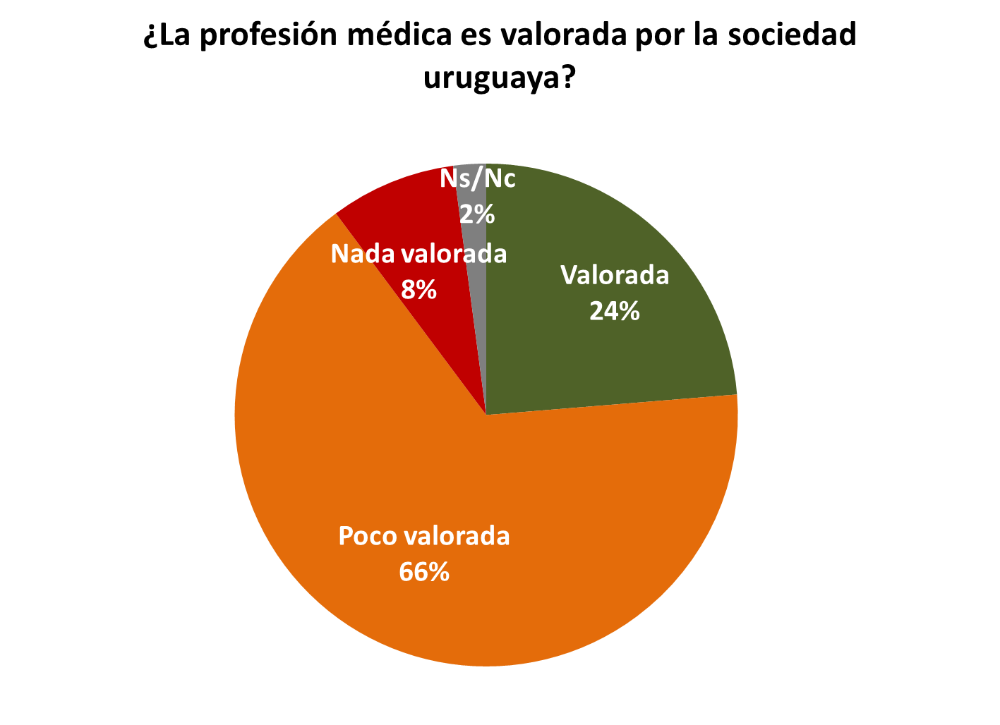 ¿La profesión médica es valorada por la sociedad
uruguaya?
Ns/Nc
2%
Nada valorada
8%
Valorada
24%
Poco valorada
66%